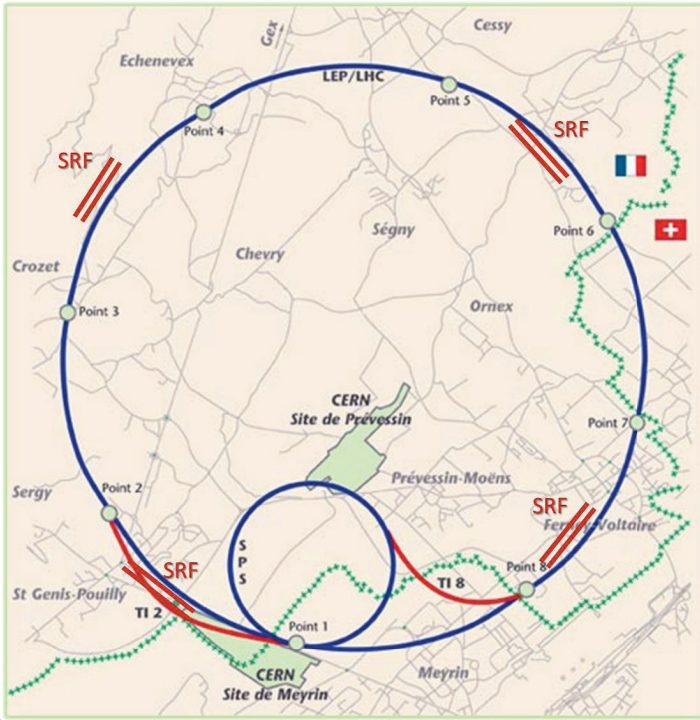 Cessy
Gex
Echenevex
LEP/LHC
Point 5
Point 4
SRF
SRF
Point 6
Ségny
Chevry
Crozet
Ornex
Point 3
CERN
Site de Prévessin
Point 7
Prévessin-Moëns
Point 2
Sergy
SRF
Ferney-Voltaire
S
P
S
Point 8
SRF
TI 8
St Genis-Pouilly
TI 2
Point 1
CERN
Site de Meyrin
Meyrin